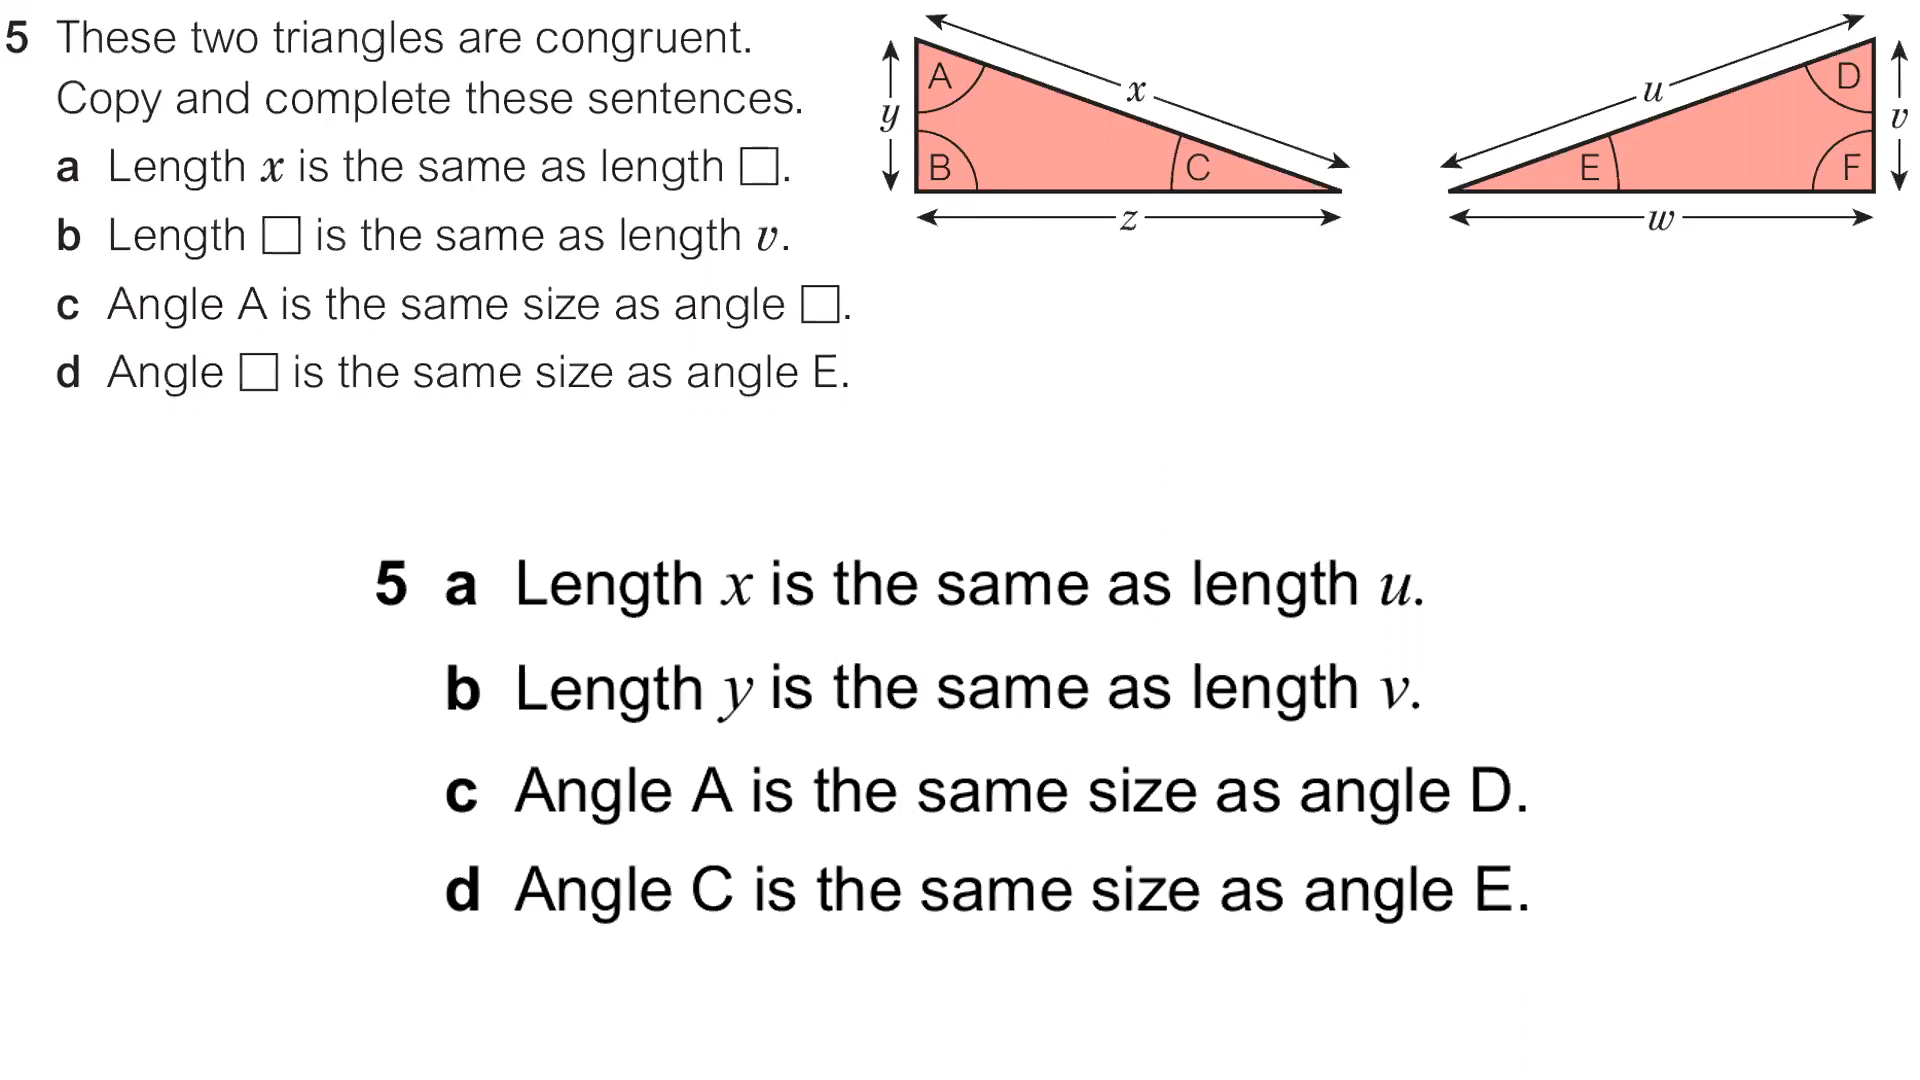 5 These two triangles are congruent.
Copy and complete these sentences.
a Length x is the same as length □.
b Length □ is the same as length v.
c Angle A is the same size as angle □.
d Angle □ is the same size as angle E.
A
B
C
x
y
z
D
E
F
u
v
w
5 a Length x is the same as length u.
b Length y is the same as length v.
c Angle A is the same size as angle D.
d Angle C is the same size as angle E.